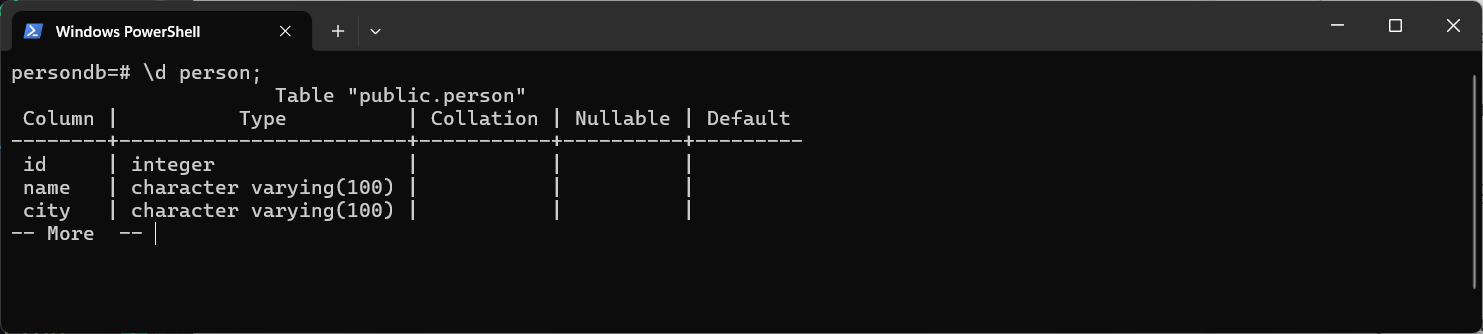 Windows PowerShell
persondb=# \d person;
                      Table "public.person"
 Column |          Type          | Collation | Nullable | Default
--------+------------------------+-----------+----------+---------
 id     | integer                |           |          |
 name   | character varying(100) |           |          |
 city   | character varying(100) |           |          |
-- More  --